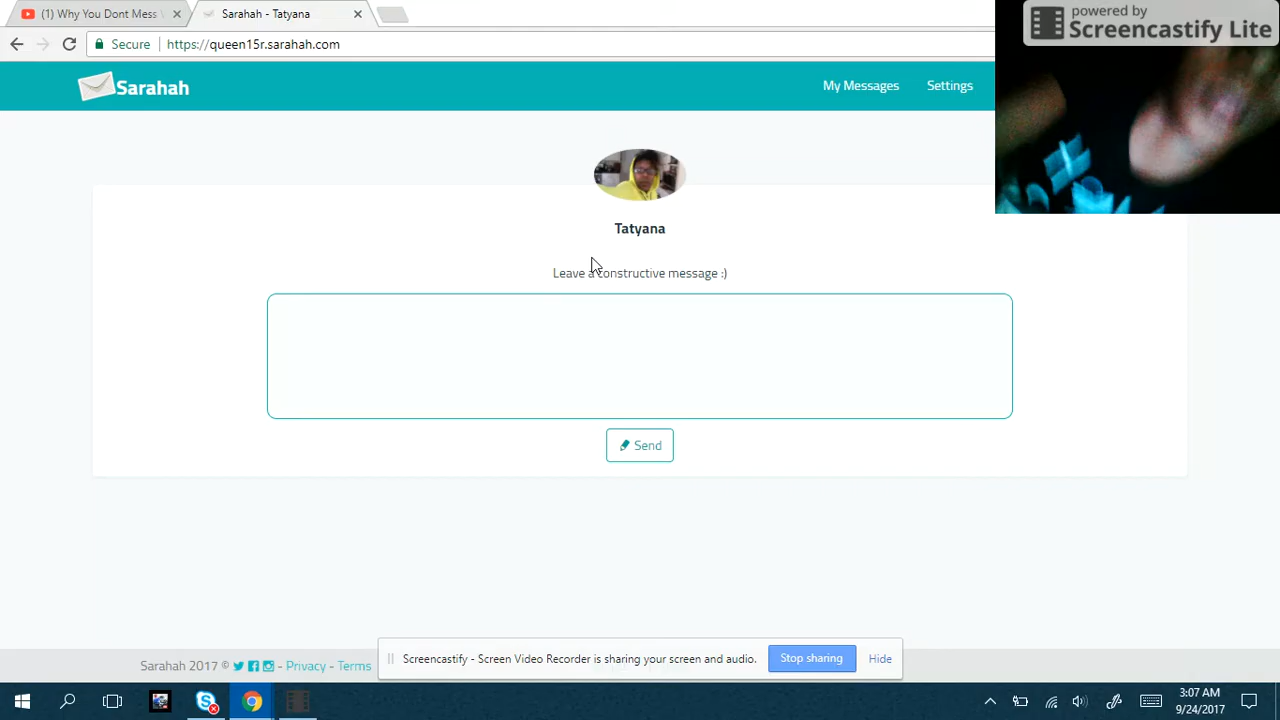 (1) Why You Dont Mess
Sarahah - Tatyana
Secure
https://queen15r.sarahah.com
powered by
Screencastify Lite
Sarahah
My Messages
Settings
Tatyana
Leave a constructive message :)
Send
Sarahah 2017 ©
- Privacy - Terms
Screencastify - Screen Video Recorder is sharing your screen and audio.
Stop sharing
Hide
3:07 AM
9/24/2017